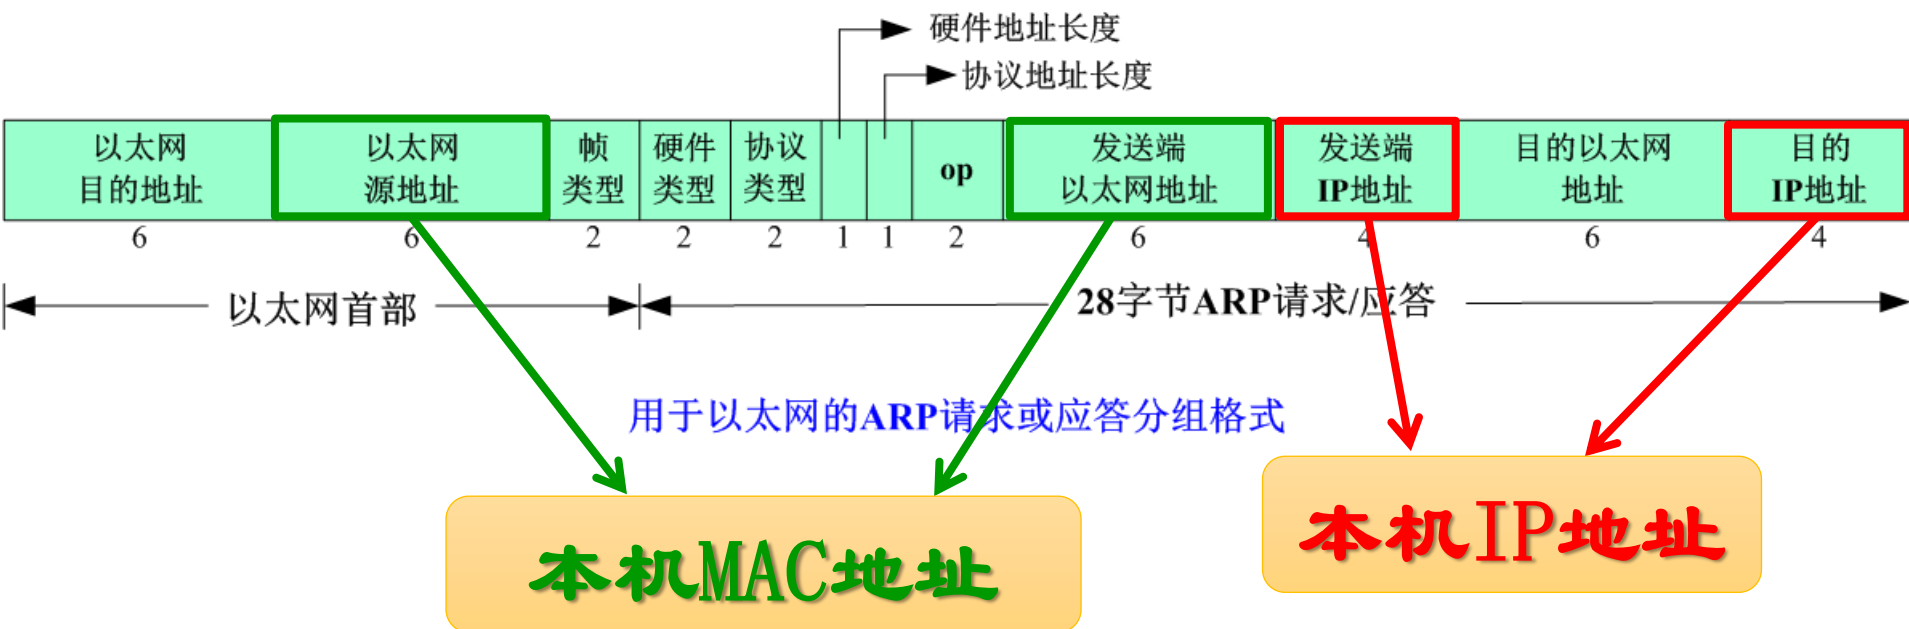 硬件地址长度
协议地址长度
以太网
目的地址
以太网
源地址
帧
类型
硬件
类型
协议
类型
op
发送端
以太网地址
发送端
IP地址
目的以太网
地址
目的
IP地址
6
6
2
2
2
1
1
2
6
4
6
4
以太网首部
28字节ARP请求/应答
用于以太网的ARP请求或应答分组格式
本机MAC地址
本机IP地址